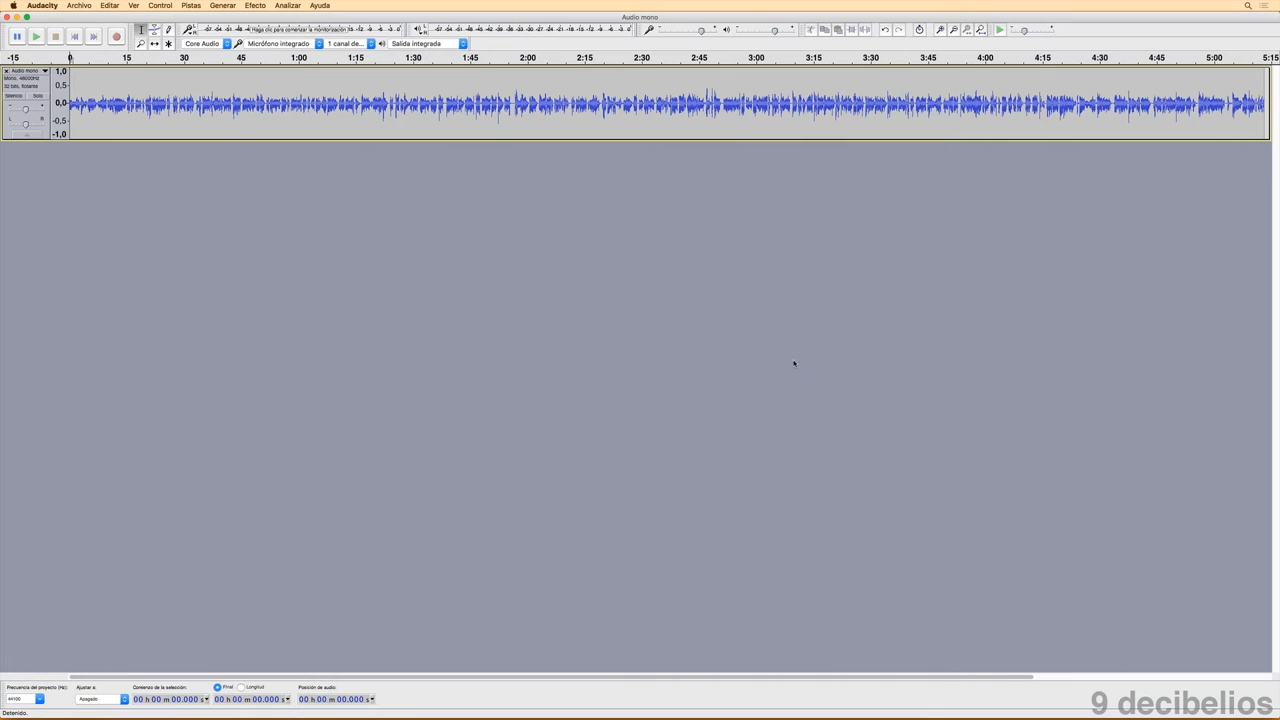 Audacity Archivo Editar Ver Control Pistas Generar Efecto Analizar Ayuda
Audio mono
Haga clic para comenzar la monitorización
Core Audio Micrófono integrado 1 canal de... Salida integrada
-15 0 15 30 45 1:00 1:15 1:30 1:45 2:00 2:15 2:30 2:45 3:00 3:15 3:30 3:45 4:00 4:15 4:30 4:45 5:00 5:15
Audio mono
Mono, 48000Hz
32 bits, flotante
Silencio Solo
- +
L R
1,0
0,5
0,0
-0,5
-1,0
Frecuencia del proyecto (Hz): Ajustar a: Comienzo de la selección: Final Longitud Posición de audio:
44100 Apagado 00 h 00 m 00.000 s 00 h 00 m 00.000 s 00 h 00 m 00.000 s
Detenido.
9 decibelios